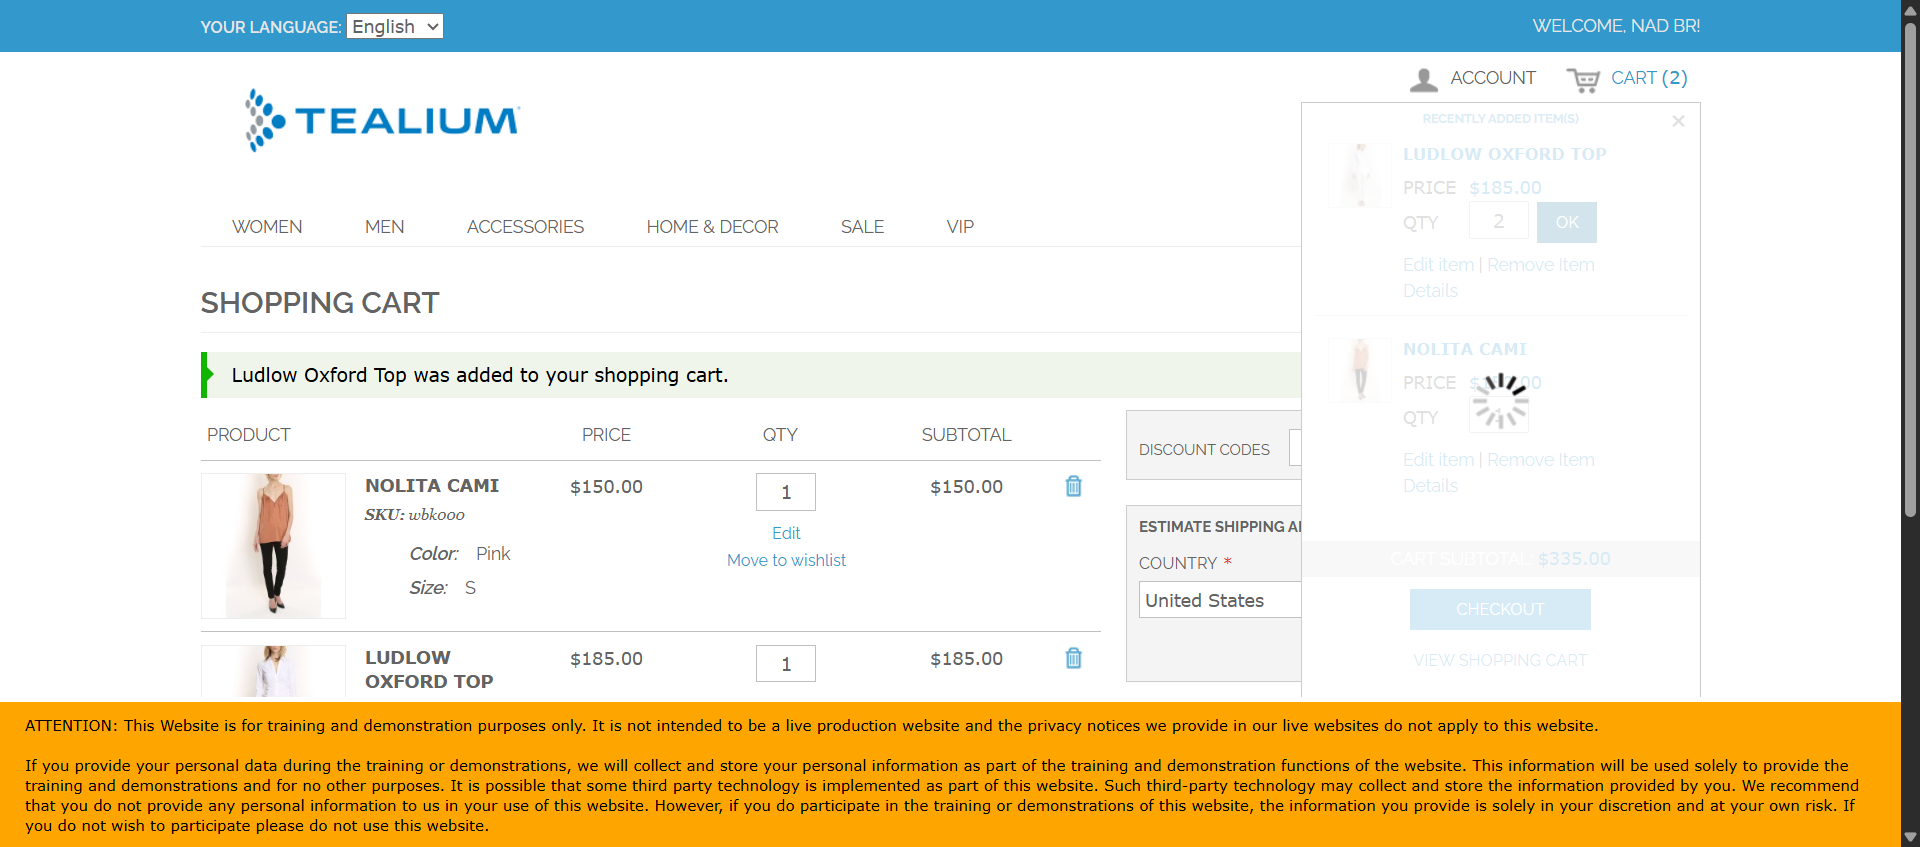 YOUR LANGUAGE: English
WELCOME, NAD BR!
ACCOUNT
CART (2)
TEALIUM
WOMEN MEN ACCESSORIES HOME & DECOR SALE VIP
SHOPPING CART
Ludlow Oxford Top was added to your shopping cart.
PRODUCT PRICE QTY SUBTOTAL
NOLITA CAMI $150.00 1 $150.00
SKU: wbk000
Edit
Color: Pink
Move to wishlist
Size: S
LUDLOW $185.00 1 $185.00
OXFORD TOP
DISCOUNT CODES
ESTIMATE SHIPPING
COUNTRY *
United States
RECENTLY ADDED ITEM(S)
×
LUDLOW OXFORD TOP
PRICE $185.00
QTY 2 OK
Edit item | Remove Item
Details
NOLITA CAMI
PRICE
QTY
Edit item | Remove Item
Details
CART SUBTOTAL: $335.00
CHECKOUT
VIEW SHOPPING CART
ATTENTION: This Website is for training and demonstration purposes only. It is not intended to be a live production website and the privacy notices we provide in our live websites do not apply to this website.
If you provide your personal data during the training or demonstrations, we will collect and store your personal information as part of the training and demonstration functions of the website. This information will be used solely to provide the
training and demonstrations and for no other purposes. It is possible that some third party technology is implemented as part of this website. Such third-party technology may collect and store the information provided by you. We recommend
that you do not provide any personal information to us in your use of this website. However, if you do participate in the training or demonstrations of this website, the information you provide is solely in your discretion and at your own risk. If
you do not wish to participate please do not use this website.